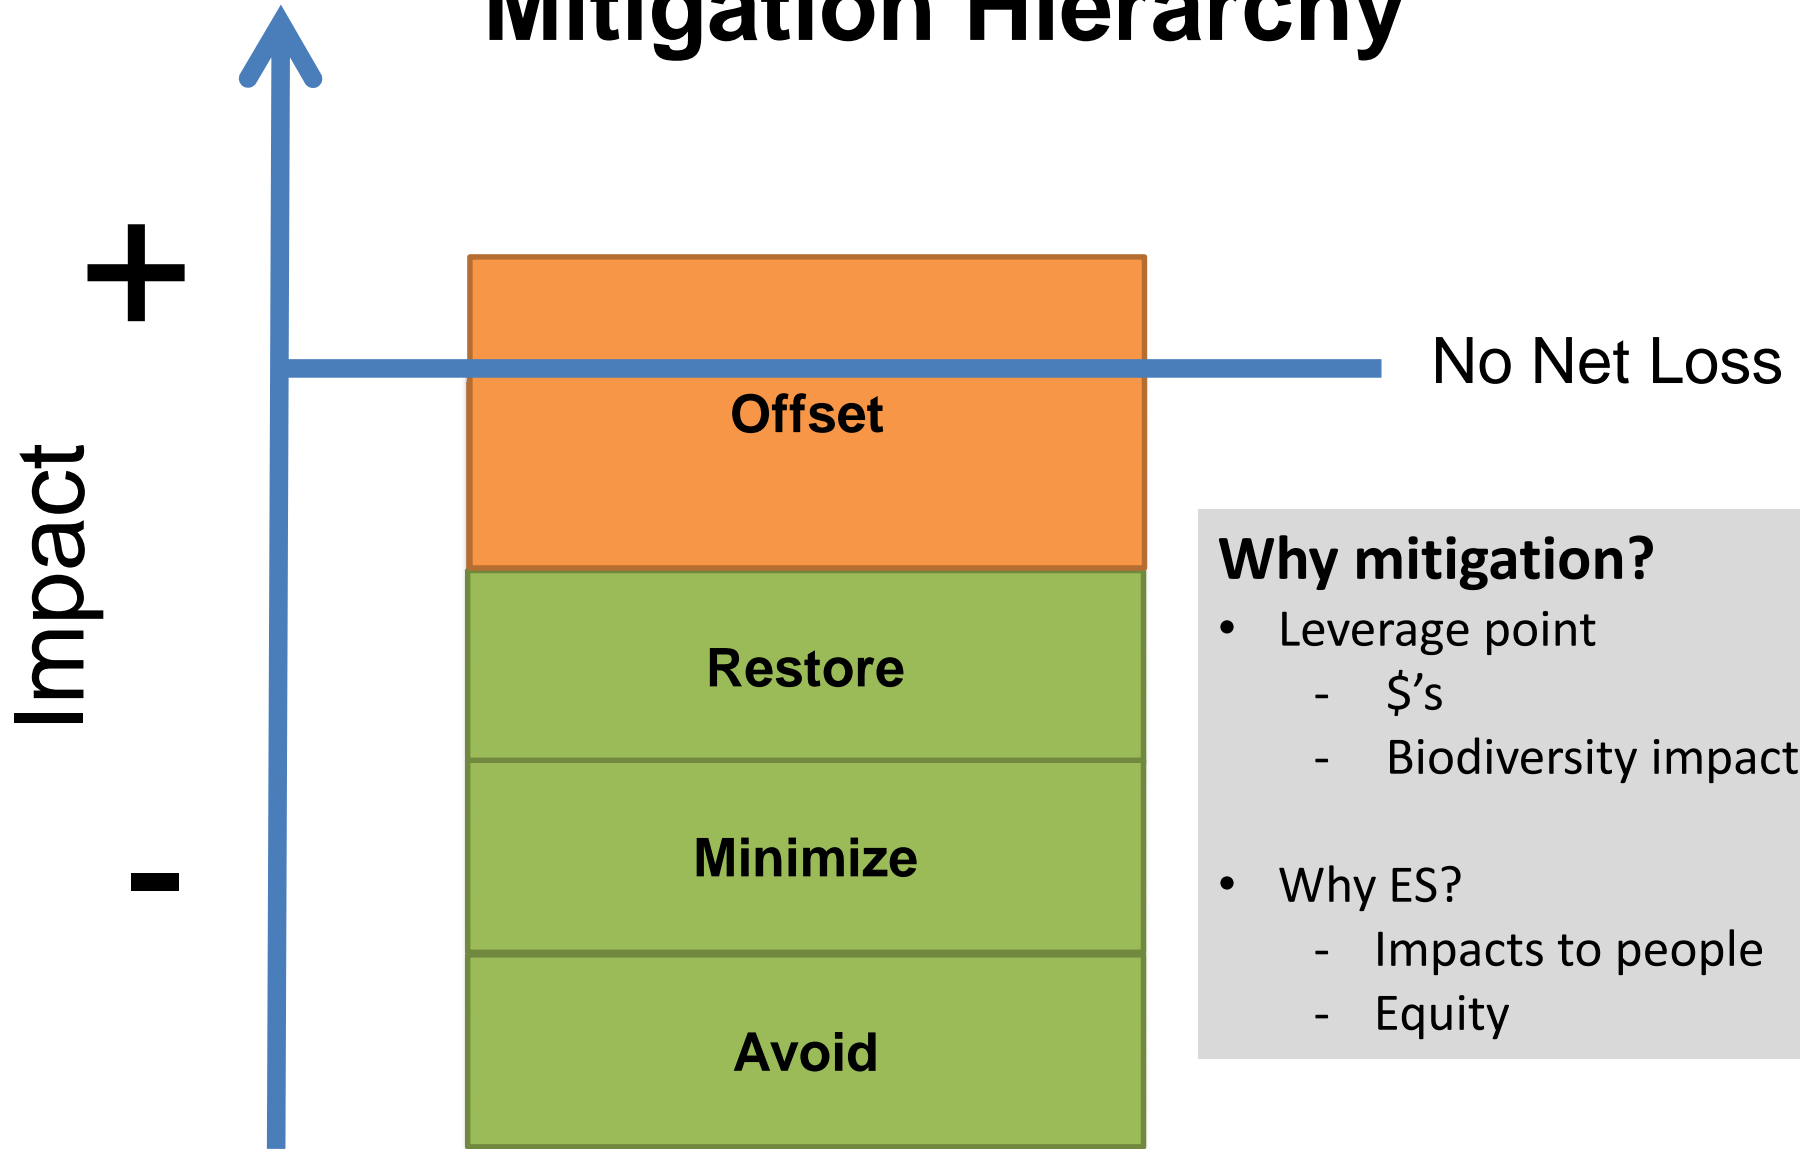 Mitigation Hierarchy
+
No Net Loss
Offset
Impact
Why mitigation?
• Leverage point
- $’s
- Biodiversity impact
Restore
Minimize
-
• Why ES?
- Impacts to people
- Equity
Avoid